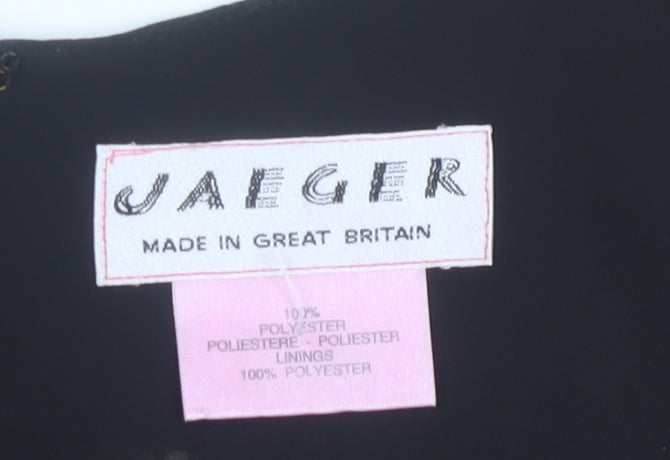 JAEGER
MADE IN GREAT BRITAIN
100%
POLYESTER
POLIESTERE - POLIESTER
LININGS
100% POLYESTER